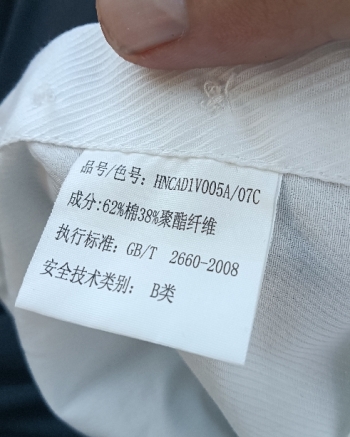 品号/色号: HNCAD1V005A/07C
成分:62%棉38%聚酯纤维
执行标准: GB/T 2660-2008
安全技术类别: B类